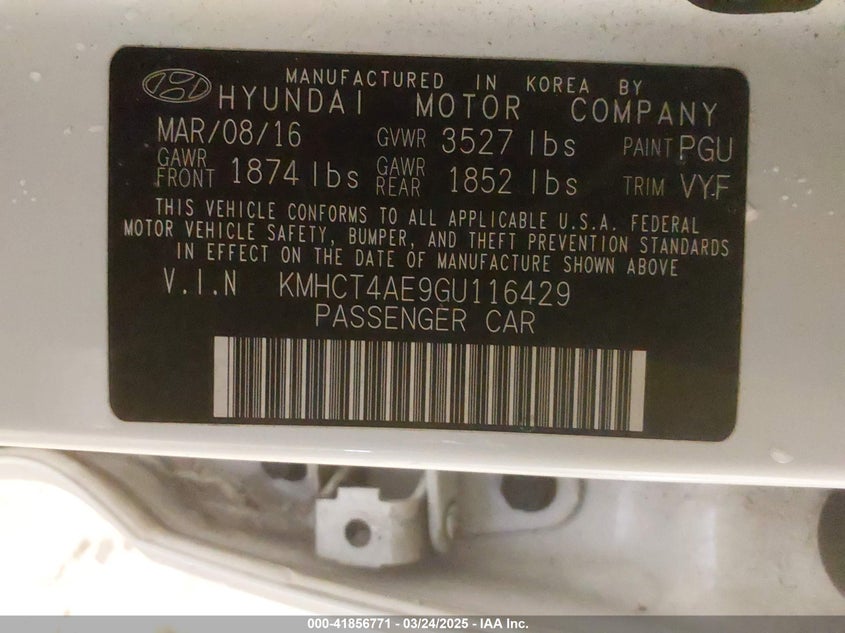 MANUFACTURED IN KOREA BY
HYUNDAI MOTOR COMPANY
MAR/08/16 GVWR 3527 lbs PAINT PGU
GAWR FRONT 1874 lbs GAWR REAR 1852 lbs TRIM VYF
THIS VEHICLE CONFORMS TO ALL APPLICABLE U.S.A. FEDERAL
MOTOR VEHICLE SAFETY, BUMPER, AND THEFT PREVENTION STANDARDS
IN EFFECT ON THE DATE OF MANUFACTURE SHOWN ABOVE
V.I.N KMHCT4AE9GU116429
PASSENGER CAR
000-41856771 - 03/24/2025 - IAA Inc.